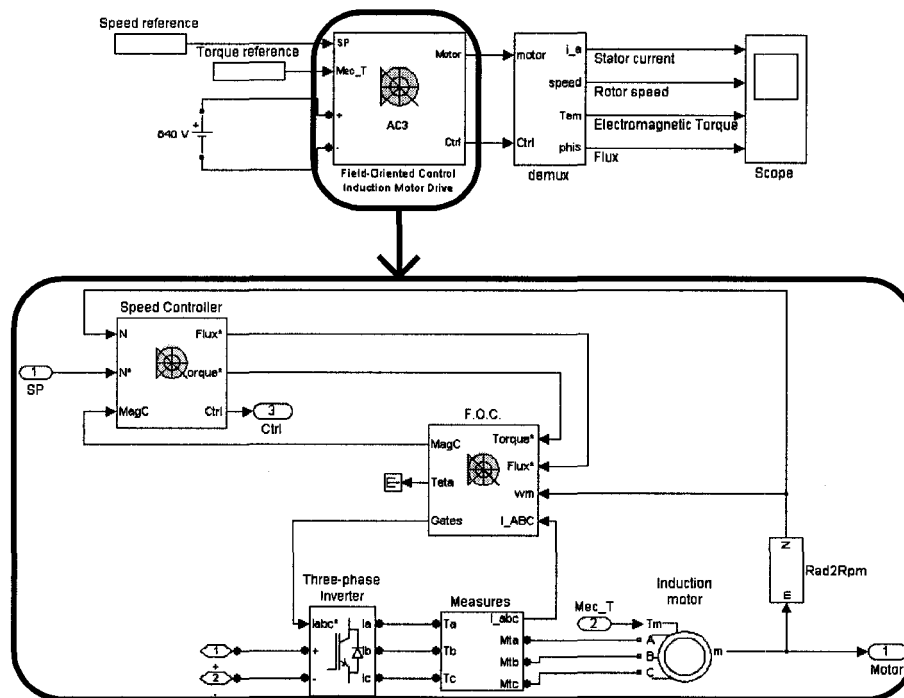 Speed reference
SP
Torque reference
Mec_T
Motor
motor
i_a
Stator current
speed
Rotor speed
+
640 V
+
AC3
Tem
Electromagnetic Torque
-
Ctrl
Ctrl
phis
Flux
Field-Oriented Control
Induction Motor Drive
demux
Scope
Speed Controller
N
Flux*
1
SP
N*
orque*
MagC
Ctrl
3
Ctrl
F.O.C.
MagC
Torque*
Flux*
Teta
wm
Gates
I_ABC
N
m
Rad2Rpm
Three-phase
Inverter
Measures
Induction
motor
Iabc*
Ia
Ta
I_abc
Mec_T
2
Tm
1
+
+
Ib
Tb
Mta
A
Mtb
B
m
1
Motor
2
-
-
Ic
Tc
Mtc
C